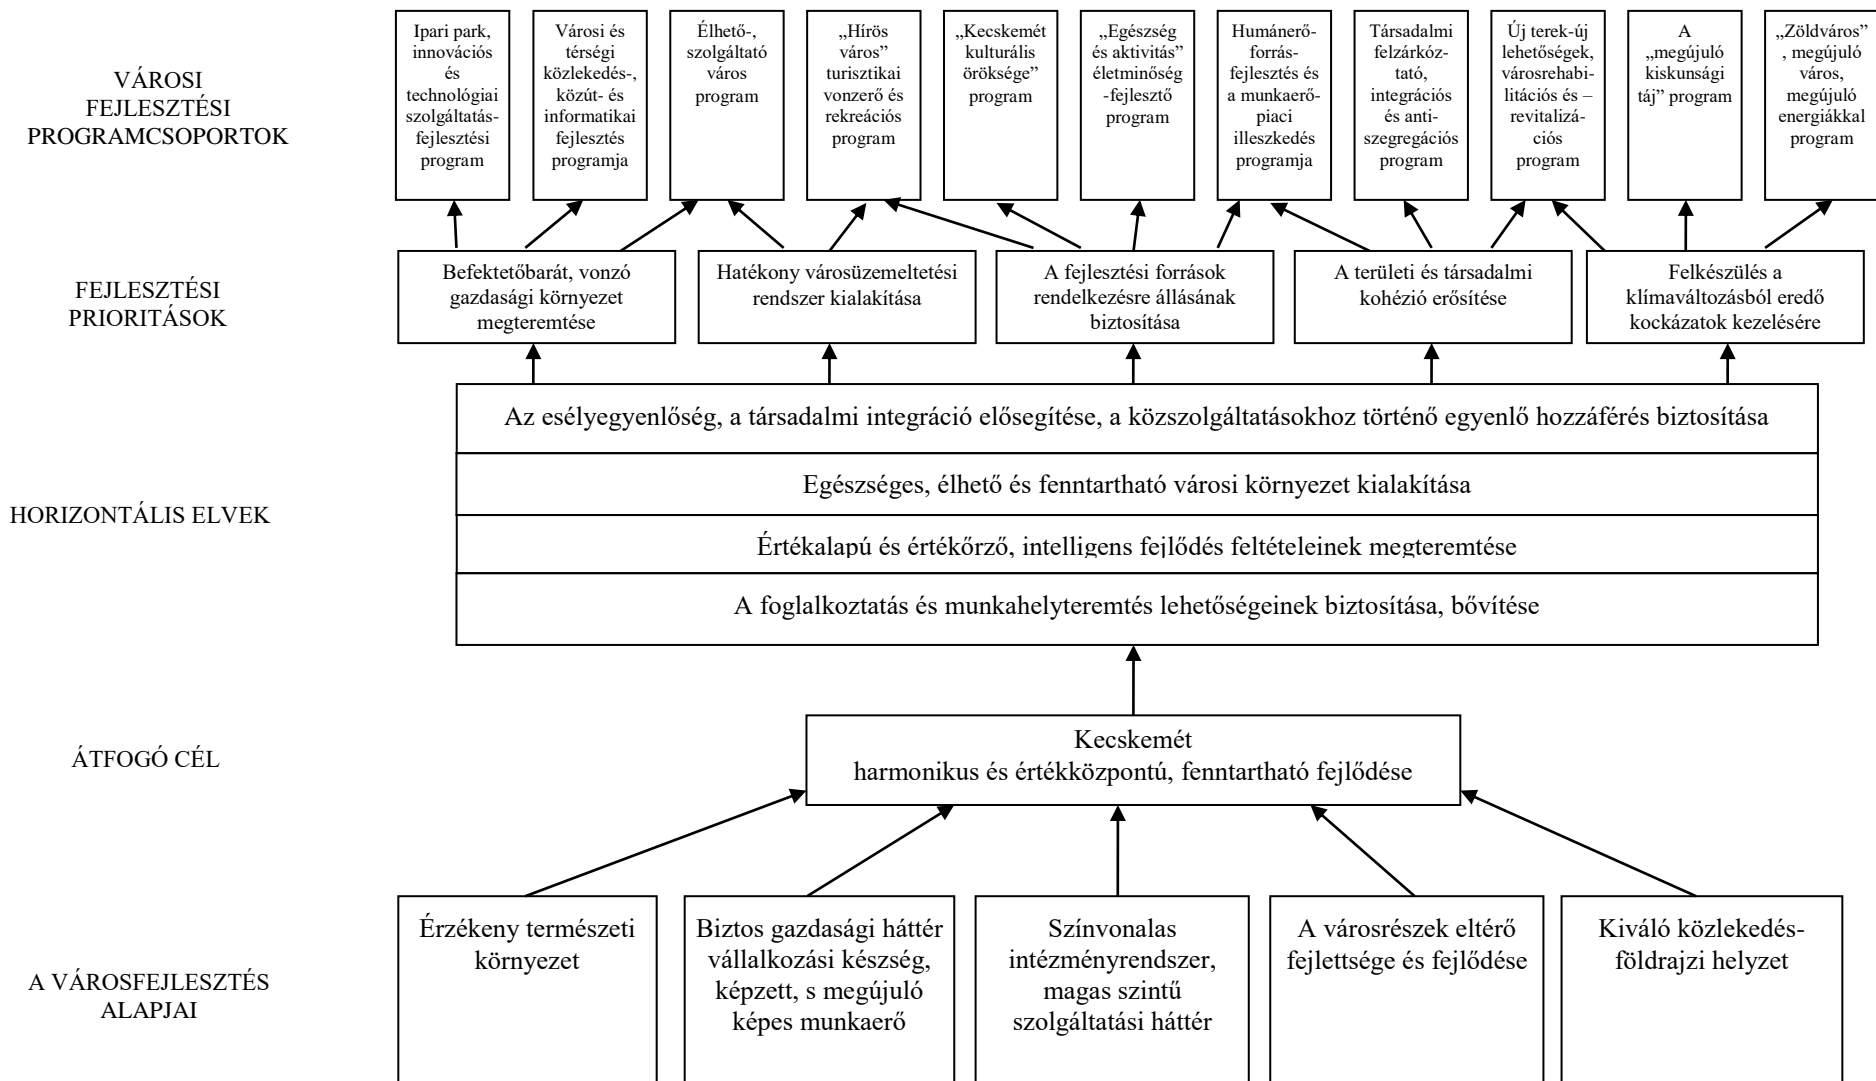 VÁROSI
FEJLESZTÉSI
PROGRAMCSOPORTOK
Ipari park,
innovációs
és
technológiai
szolgáltatás-
fejlesztési
program
Városi és
térségi
közlekedés-,
közút- és
informatikai
fejlesztés
programja
Élhető-,
szolgáltató
város
program
„Hírös
város”
turisztikai
vonzerő és
rekreációs
program
„Kecskemét
kulturális
öröksége”
program
„Egészség
és aktivitás”
életminőség
-fejlesztő
program
Humánerő-
forrás-
fejlesztés és
a munkaerő-
piaci
illeszkedés
programja
Társadalmi
felzárkóz-
tató,
integrációs
és anti-
szegregációs
program
Új terek-új
lehetőségek,
városrehabi-
litációs és –
revitalizá-
ciós
program
A
„megújuló
kiskunsági
táj” program
„Zöldváros”
, megújuló
város,
megújuló
energiákkal
program
FEJLESZTÉSI
PRIORITÁSOK
Befektetőbarát, vonzó
gazdasági környezet
megteremtése
Hatékony városüzemeltetési
rendszer kialakítása
A fejlesztési források
rendelkezésre állásának
biztosítása
A területi és társadalmi
kohézió erősítése
Felkészülés a
klímaváltozásból eredő
kockázatok kezelésére
HORIZONTÁLIS ELVEK
Az esélyegyenlőség, a társadalmi integráció elősegítése, a közszolgáltatásokhoz történő egyenlő hozzáférés biztosítása
Egészséges, élhető és fenntartható városi környezet kialakítása
Értékalapú és értékőrző, intelligens fejlődés feltételeinek megteremtése
A foglalkoztatás és munkahelyteremtés lehetőségeinek biztosítása, bővítése
ÁTFOGÓ CÉL
Kecskemét
harmonikus és értékközpontú, fenntartható fejlődése
A VÁROSFEJLESZTÉS
ALAPJAI
Érzékeny természeti
környezet
Biztos gazdasági háttér
vállalkozási készség,
képzett, s megújuló
képes munkaerő
Színvonalas
intézményrendszer,
magas szintű
szolgáltatási háttér
A városrészek eltérő
fejlettsége és fejlődése
Kiváló közlekedés-
földrajzi helyzet